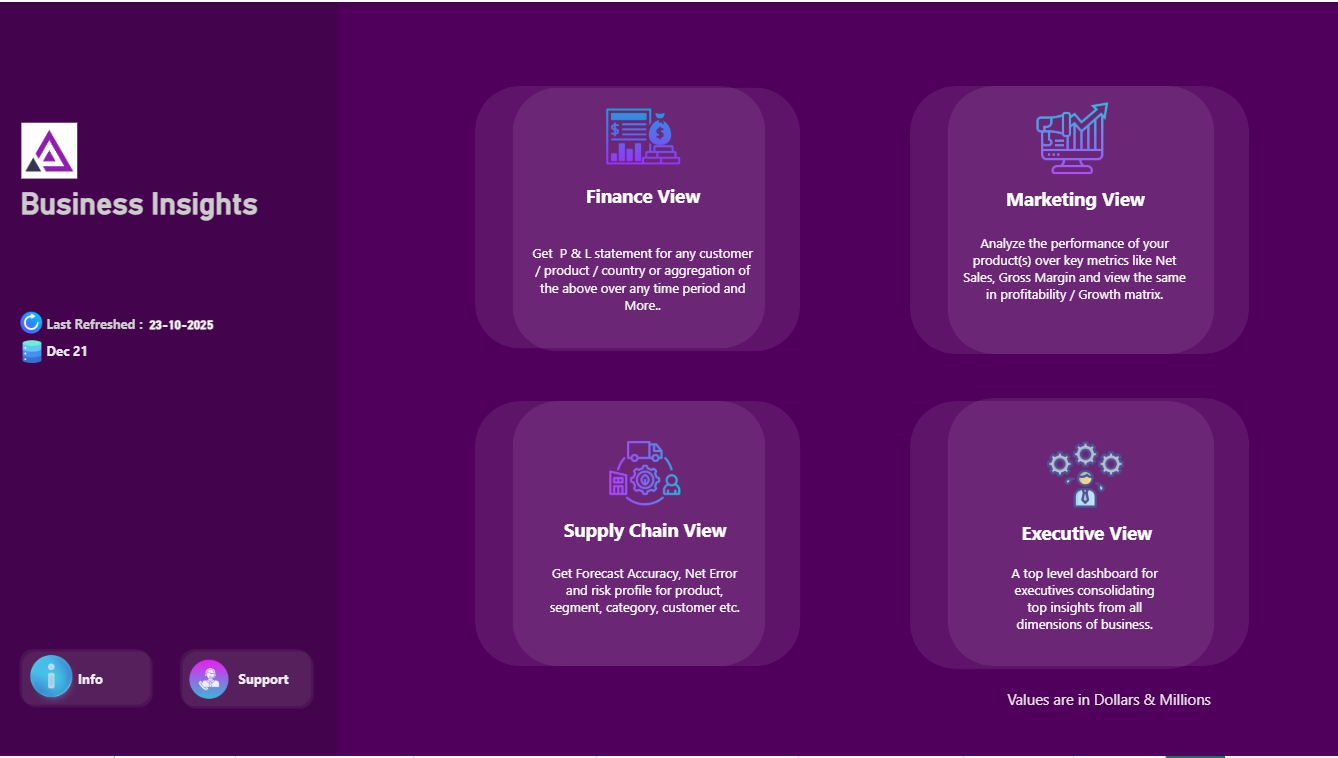 Business Insights
Last Refreshed : 23-10-2025
Dec 21
Info
Support
Finance View
Get P & L statement for any customer
/ product / country or aggregation of
the above over any time period and
More..
Marketing View
Analyze the performance of your
product(s) over key metrics like Net
Sales, Gross Margin and view the same
in profitability / Growth matrix.
Supply Chain View
Get Forecast Accuracy, Net Error
and risk profile for product,
segment, category, customer etc.
Executive View
A top level dashboard for
executives consolidating
top insights from all
dimensions of business.
Values are in Dollars & Millions